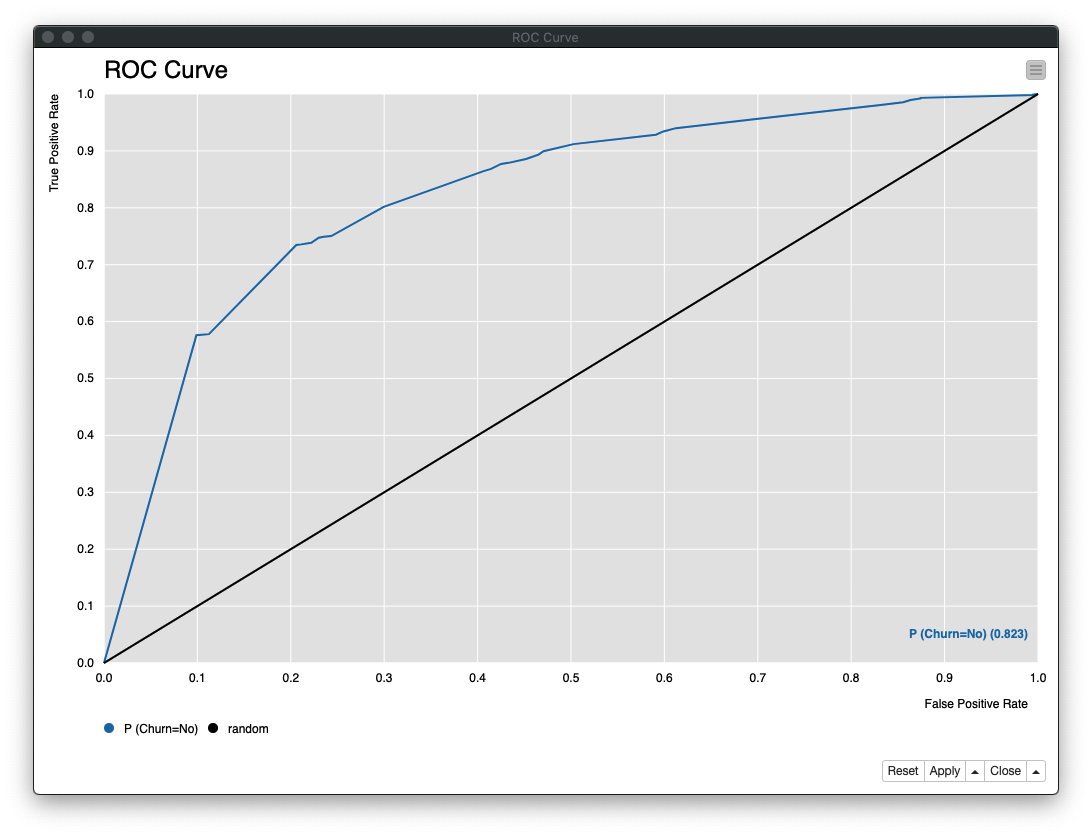 ROC Curve
ROC Curve
True Positive Rate
1.0
0.9
0.8
0.7
0.6
0.5
0.4
0.3
0.2
0.1
0.0
P (Churn=No) (0.823)
0.0 0.1 0.2 0.3 0.4 0.5 0.6 0.7 0.8 0.9 1.0
False Positive Rate
P (Churn=No) random
Reset Apply Close